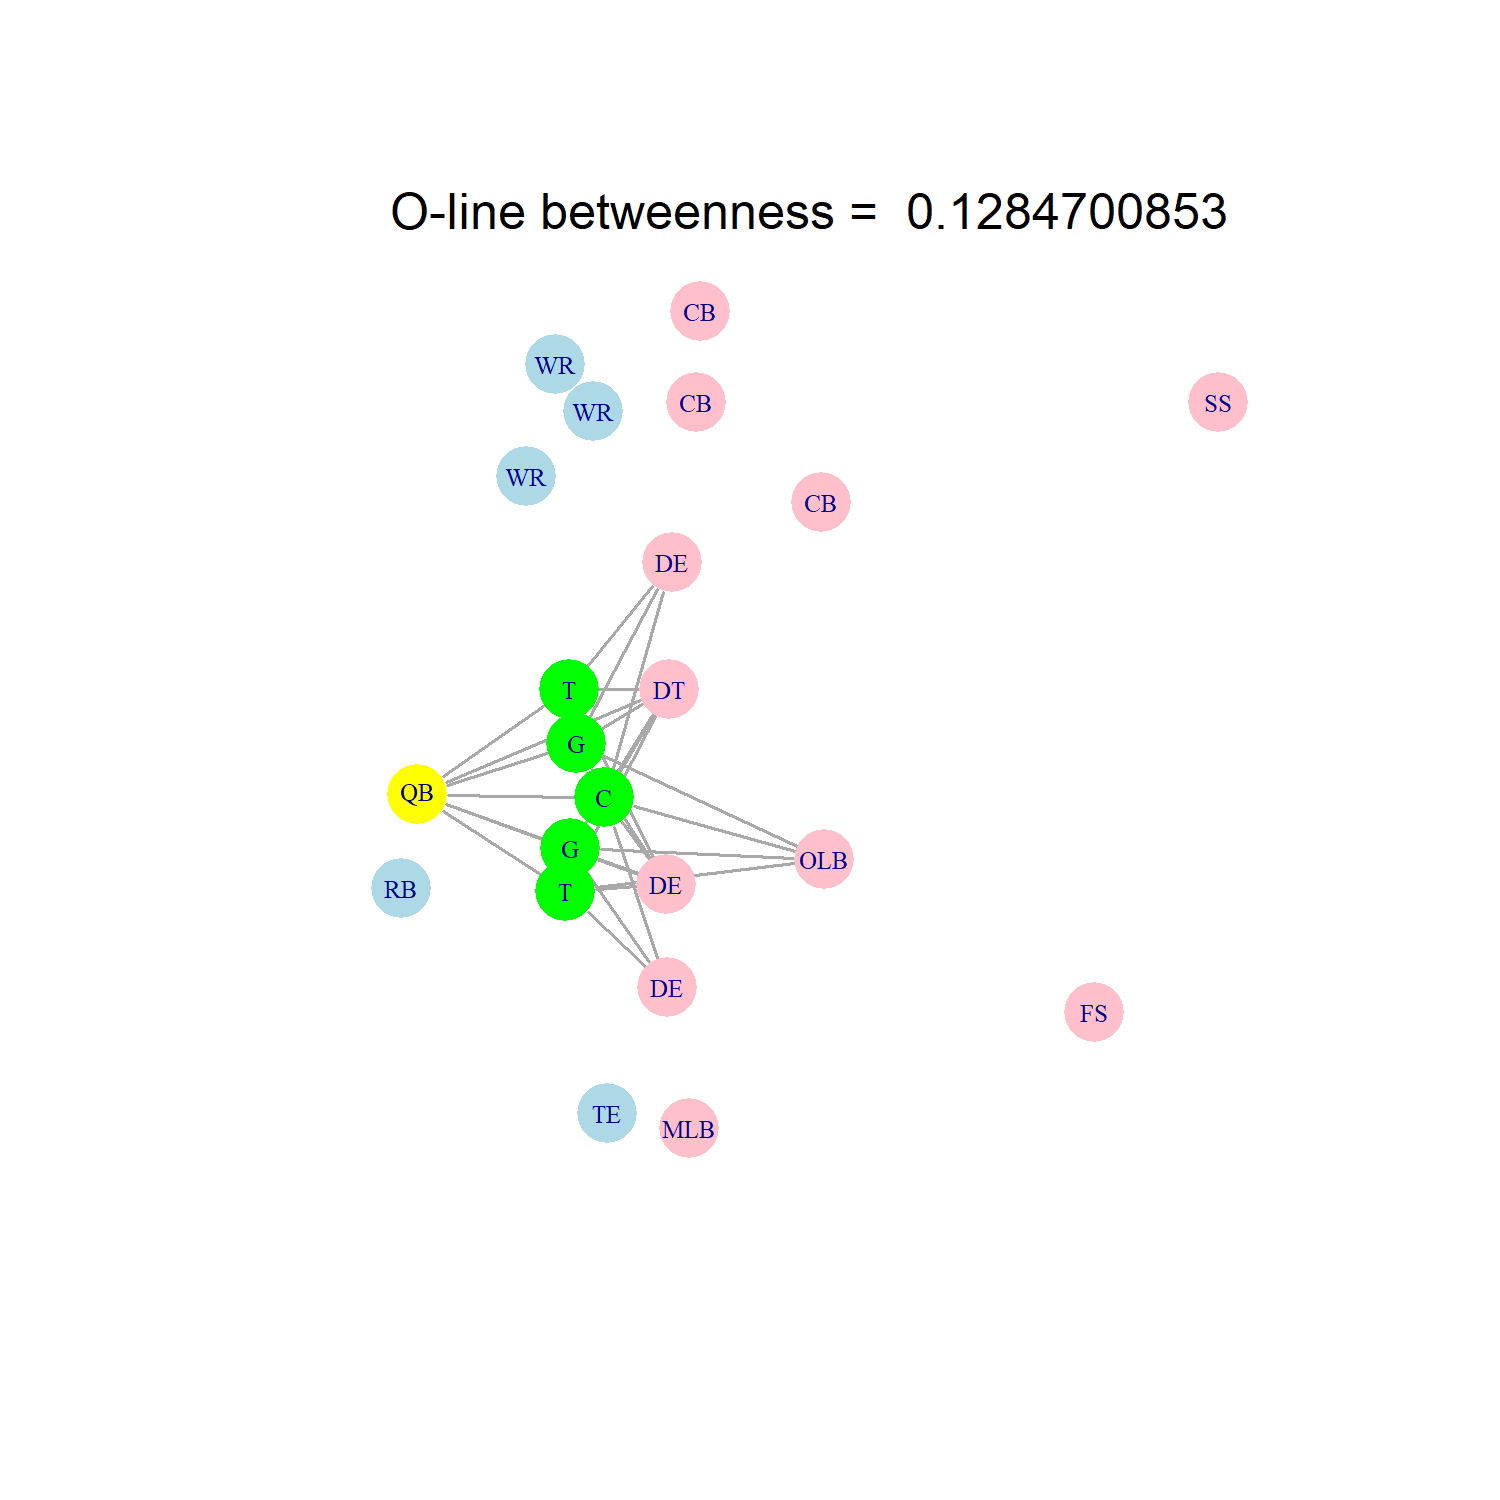 O-line betweenness = 0.1284700853
CB
WR
CB
SS
WR
WR
CB
DE
T
DT
G
QB
C
G
OLB
DE
RB
T
DE
FS
TE
MLB